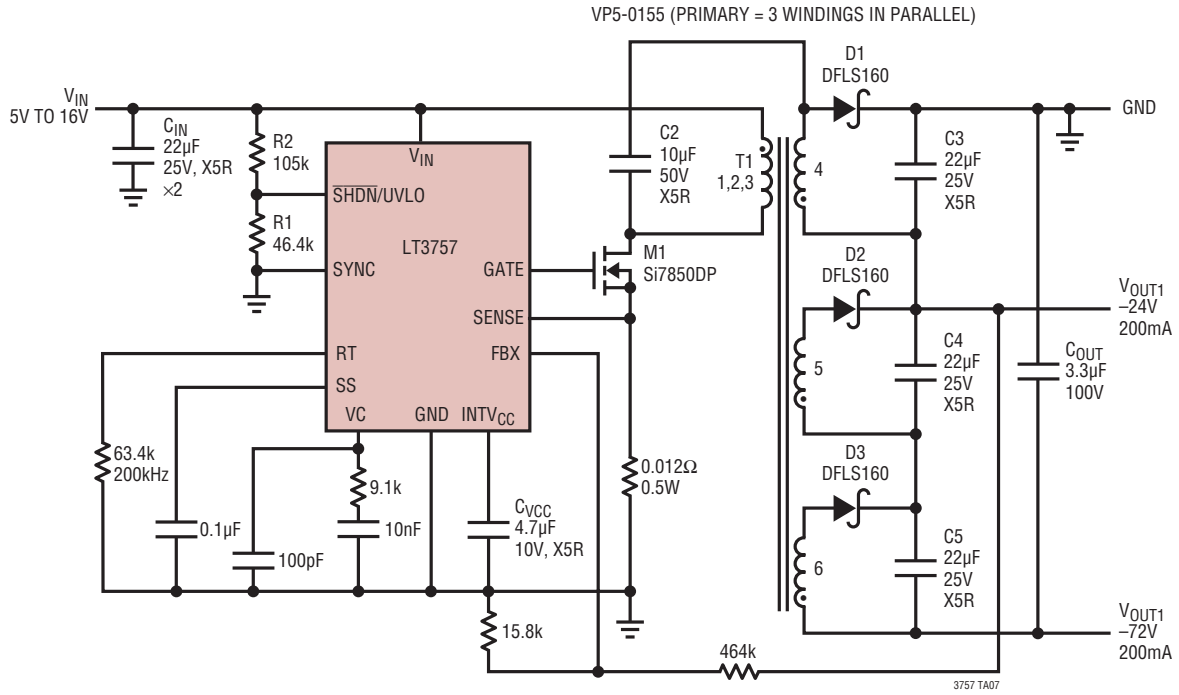 VP5-0155 (PRIMARY = 3 WINDINGS IN PARALLEL)
D1
DFLS160
VIN
5V TO 16V
GND
CIN
22µF
25V, X5R
×2
R2
105k
VIN
C2
10µF
50V
X5R
T1
1,2,3
4
C3
22µF
25V
X5R
SHDN/UVLO
R1
46.4k
LT3757
SYNC
GATE
M1
Si7850DP
D2
DFLS160
VOUT1
–24V
200mA
SENSE
RT
FBX
5
C4
22µF
25V
X5R
COUT
3.3µF
100V
SS
VC
GND
INTVCC
63.4k
200kHz
9.1k
0.012Ω
0.5W
D3
DFLS160
0.1µF
100pF
10nF
CVCC
4.7µF
10V, X5R
6
C5
22µF
25V
X5R
VOUT1
–72V
200mA
15.8k
464k
3757 TA07